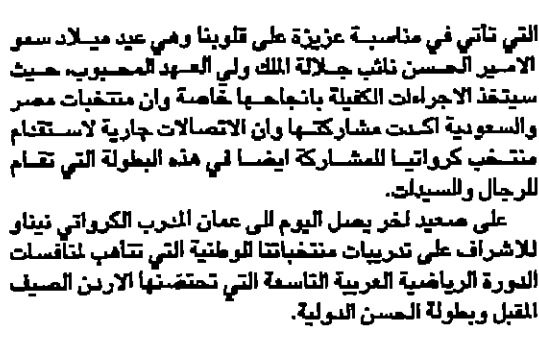 التي تأتي في مناسبة عزيزة على قلوبنا وهي عيد ميلاد سمو
الامير الحسن نائب جلالة الملك ولي العهد المحبوب، حيث
سيتخذ الاجراءات الكفيلة بانجاحها خاصة وان منتخبات مصر
والسعودية اكدت مشاركتها وان الاتصالات جارية لاستقدام
منتخب كرواتيا للمشاركة ايضا في هذه البطولة التي تقام
للرجال والسيدات.
على صعيد اخر يصل اليوم الى عمان المدرب الكرواتي نيناو
للاشراف على تدريبات منتخباتنا الوطنية التي تتأهب لمنافسات
الدورة الرياضية العربية التاسعة التي تحتضنها الاردن الصيف
المقبل وبطولة الحسن الدولية.